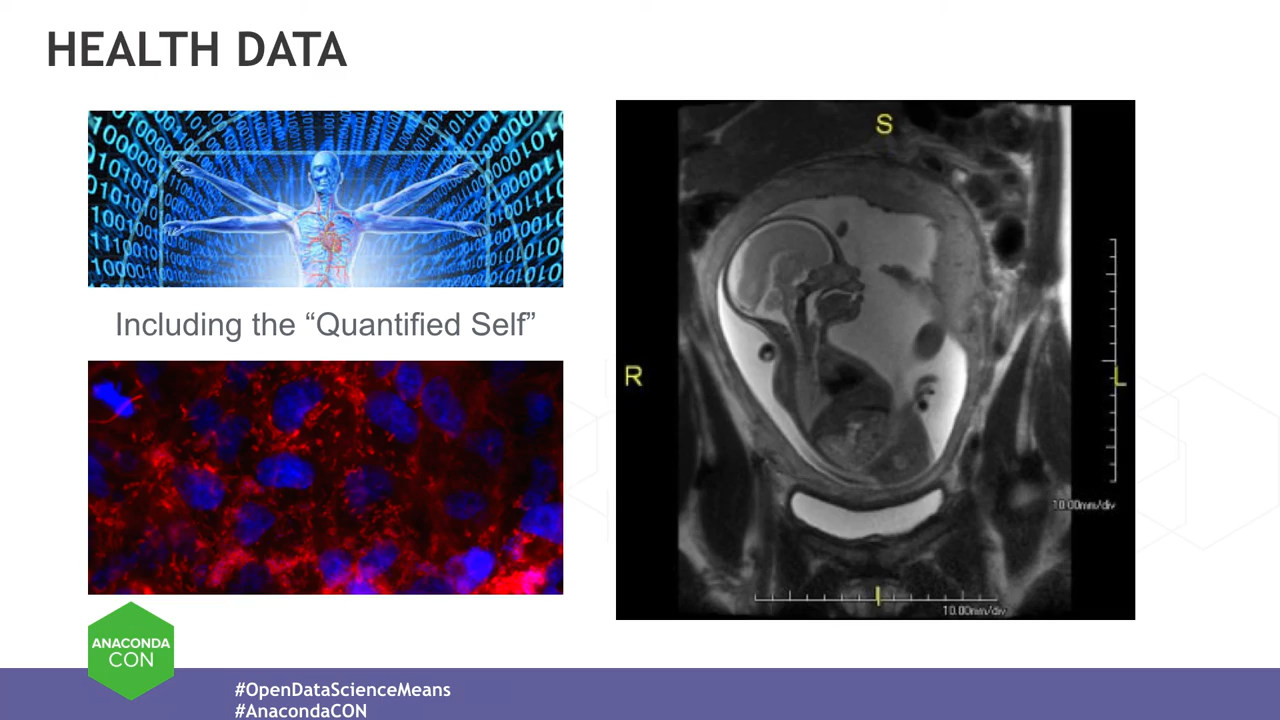 HEALTH DATA
Including the “Quantified Self”
S
R
L
10.00mm/div
I
10.00mm/div
ANACONDA
CON
#OpenDataScienceMeans
#AnacondaCON